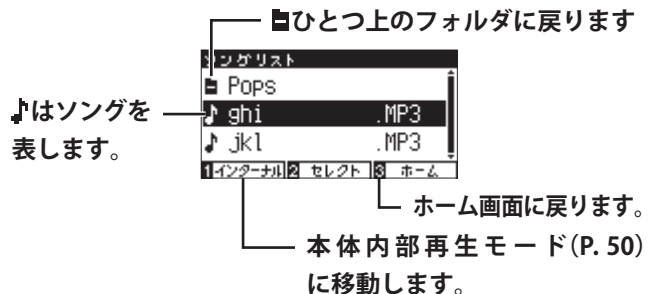 ひとつ上のフォルダに戻ります
ソングリスト
Pops
♪はソングを
表します。
♪ ghi .MP3
♪ jkl .MP3
1 インターナル 2 セレクト 3 ホーム
ホーム画面に戻ります。
本体内部再生モード(P. 50)
に移動します。